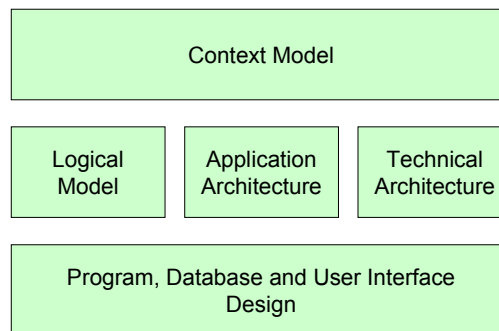 Context Model
Logical
Model
Application
Architecture
Technical
Architecture
Program, Database and User Interface
Design